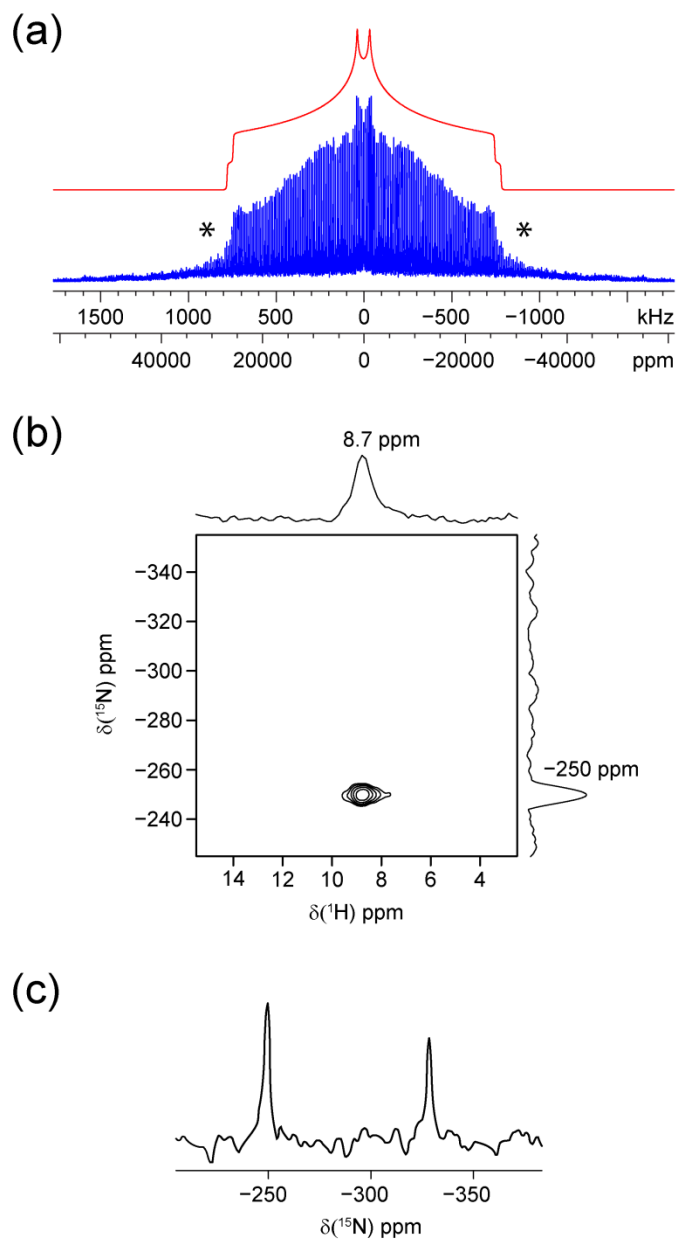 (a)
* *
1500 1000 500 0 −500 −1000 kHz
40000 20000 0 −20000 −40000 ppm
(b)
8.7 ppm
−340
−320
−300
−280
−260
−240
δ(¹⁵N) ppm
−250 ppm
14 12 10 8 6 4
δ(¹H) ppm
(c)
−250 −300 −350
δ(¹⁵N) ppm